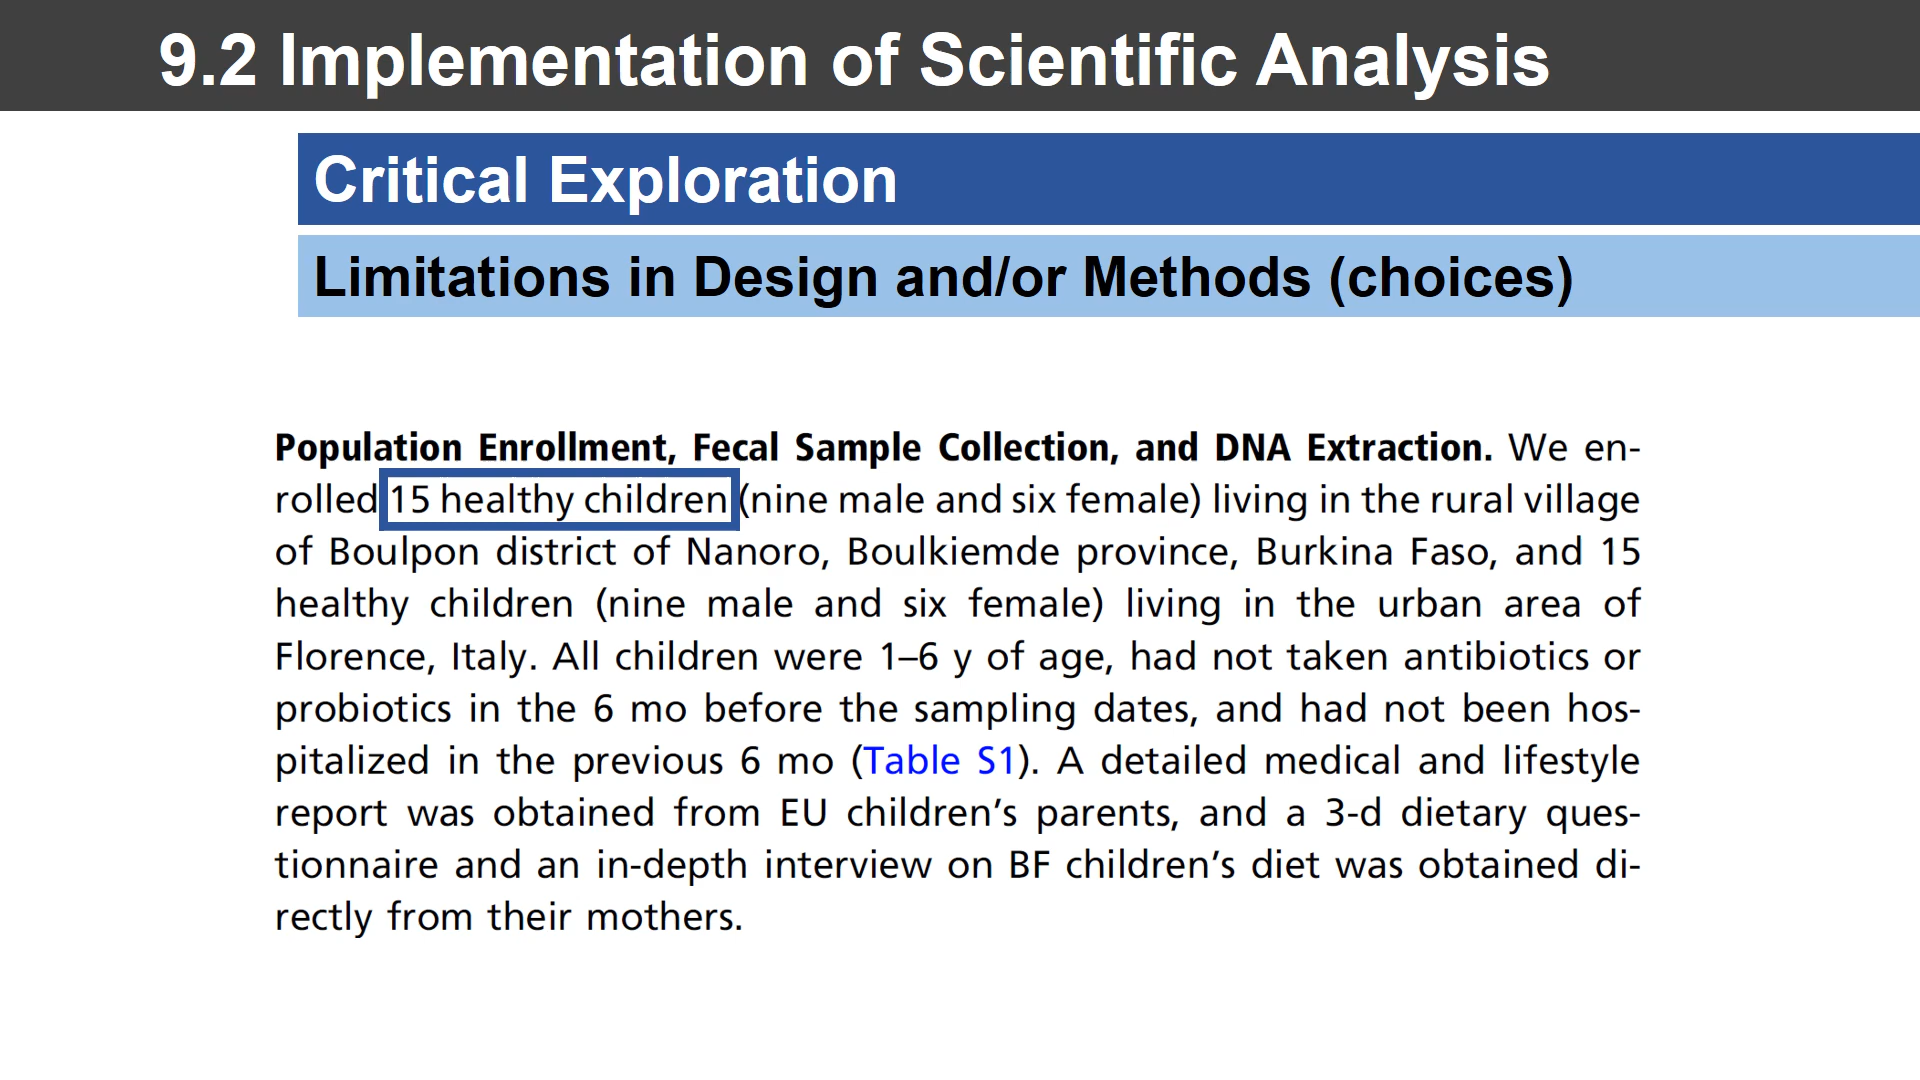 9.2 Implementation of Scientific Analysis
Critical Exploration
Limitations in Design and/or Methods (choices)
Population Enrollment, Fecal Sample Collection, and DNA Extraction. We en-
rolled 15 healthy children (nine male and six female) living in the rural village
of Boulpon district of Nanoro, Boulkiemde province, Burkina Faso, and 15
healthy children (nine male and six female) living in the urban area of
Florence, Italy. All children were 1–6 y of age, had not taken antibiotics or
probiotics in the 6 mo before the sampling dates, and had not been hos-
pitalized in the previous 6 mo (Table S1). A detailed medical and lifestyle
report was obtained from EU children’s parents, and a 3-d dietary ques-
tionnaire and an in-depth interview on BF children’s diet was obtained di-
rectly from their mothers.